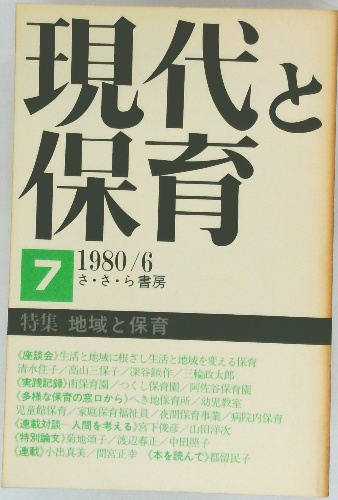 現代と
保育
7
1980/6
さ・さ・ら書房
特集 地域と保育
《座談会》生活と地域に根ざし生活と地域を変える保育
清水住子／高山三保子／深谷鋭作／三輪政太郎
《実践記録》南保育園／つくし保育園／阿佐谷保育園
《多様な保育の窓口から》へき地保育所／幼児教室
児童館保育／家庭保育福祉員／夜間保育事業／病院内保育
《連載対談―人間を考える》宮下俊彦／山田洋次
《特別論文》菊地頌子／渡辺春正／中田照子
《連載》小出真美／間宮正幸 《本を読んで》都留民子